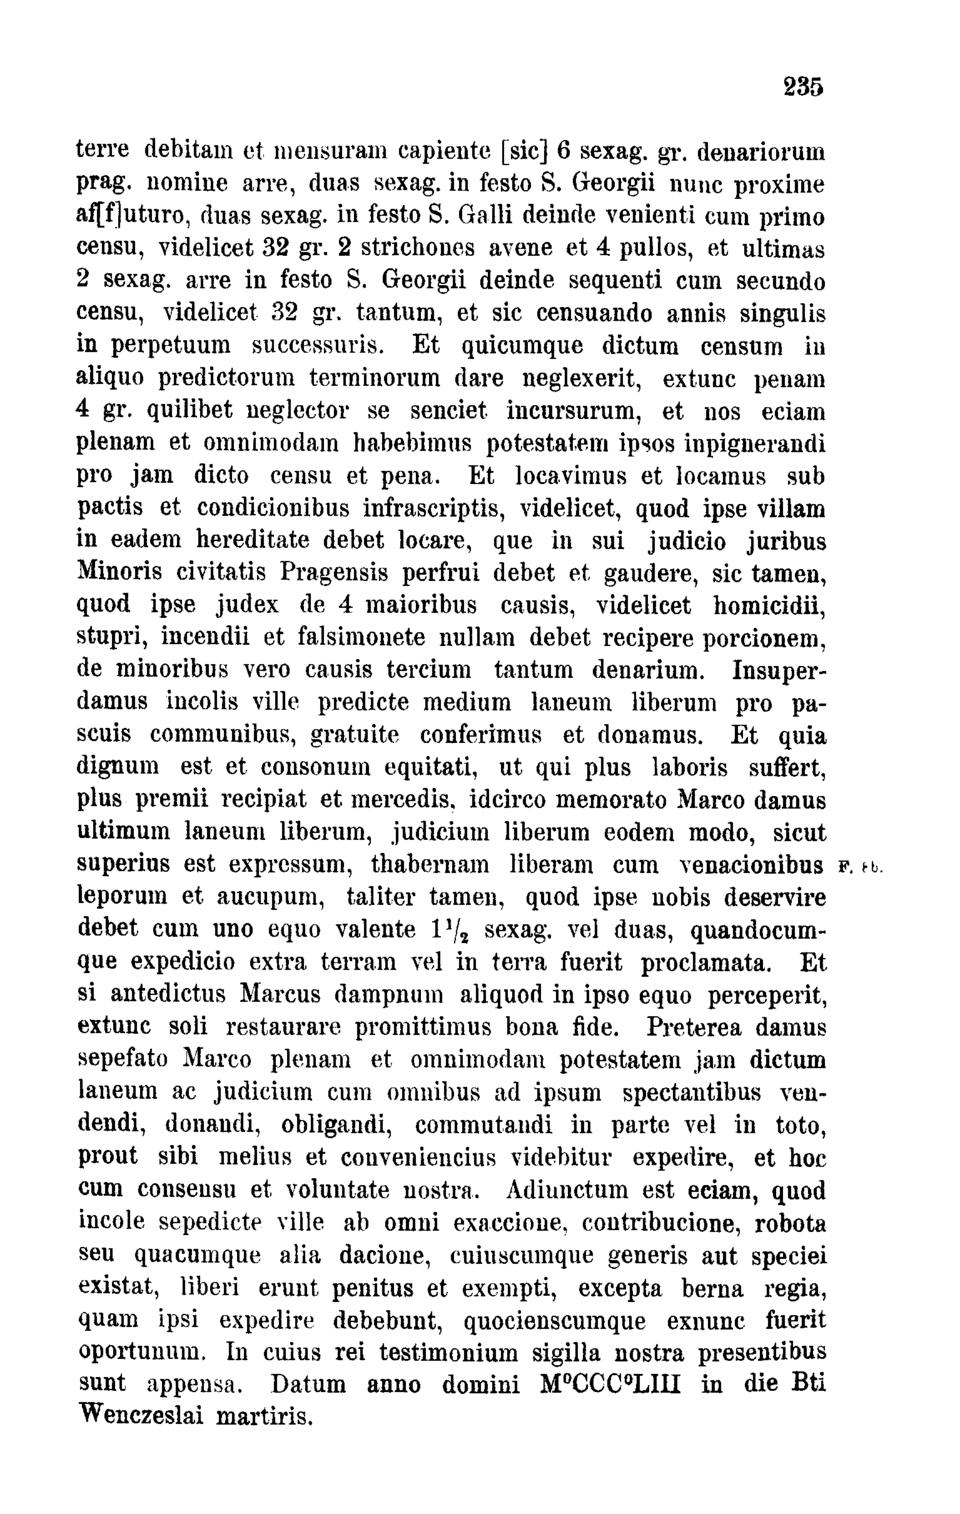 235
terre debitam et mensuram capiente [sic] 6 sexag. gr. denariorum
prag. nomine arre, duas sexag. in festo S. Georgii nunc proxime
af[f]uturo, duas sexag. in festo S. Galli deinde venienti cum primo
censu, videlicet 32 gr. 2 strichones avene et 4 pullos, et ultimas
2 sexag. arre in festo S. Georgii deinde sequenti cum secundo
censu, videlicet 32 gr. tantum, et sic censuando annis singulis
in perpetuum successuris. Et quicumque dictum censum in
aliquo predictorum terminorum dare neglexerit, extunc penam
4 gr. quilibet neglector se senciet incursurum, et nos eciam
plenam et omnimodam habebimus potestatem ipsos inpignerandi
pro jam dicto censu et pena. Et locavimus et locamus sub
pactis et condicionibus infrascriptis, videlicet, quod ipse villam
in eadem hereditate debet locare, que in sui judicio juribus
Minoris civitatis Pragensis perfrui debet et gaudere, sic tamen,
quod ipse judex de 4 maioribus causis, videlicet homicidii,
stupri, incendii et falsimonete nullam debet recipere porcionem,
de minoribus vero causis tercium tantum denarium. Insuper-
damus incolis ville predicte medium laneum liberum pro pa-
scuis communibus, gratuite conferimus et donamus. Et quia
dignum est et consonum equitati, ut qui plus laboris suffert,
plus premii recipiat et mercedis, idcirco memorato Marco damus
ultimum laneum liberum, judicium liberum eodem modo, sicut
superius est expressum, thabernam liberam cum venacionibus F.
leporum et aucupum, taliter tamen, quod ipse nobis deservire
debet cum uno equo valente 1½ sexag. vel duas, quandocum-
que expedicio extra terram vel in terra fuerit proclamata. Et
si antedictus Marcus dampnum aliquod in ipso equo perceperit,
extunc soli restaurare promittimus bona fide. Preterea damus
sepefato Marco plenam et omnimodam potestatem jam dictum
laneum ac judicium cum omnibus ad ipsum spectantibus ven-
dendi, donandi, obligandi, commutandi in parte vel in toto,
prout sibi melius et conveniencius videbitur expedire, et hoc
cum consensu et voluntate nostra. Adiunctum est eciam, quod
incole sepedicte ville ab omni exaccione, contribucione, robota
seu quacumque alia dacione, cuiuscumque generis aut speciei
existat, liberi erunt penitus et exempti, excepta berna regia,
quam ipsi expedire debebunt, quocienscumque exnunc fuerit
oportunum. In cuius rei testimonium sigilla nostra presentibus
sunt appensa. Datum anno domini MºCCCºLIII in die Bti
Wenczeslai martiris.